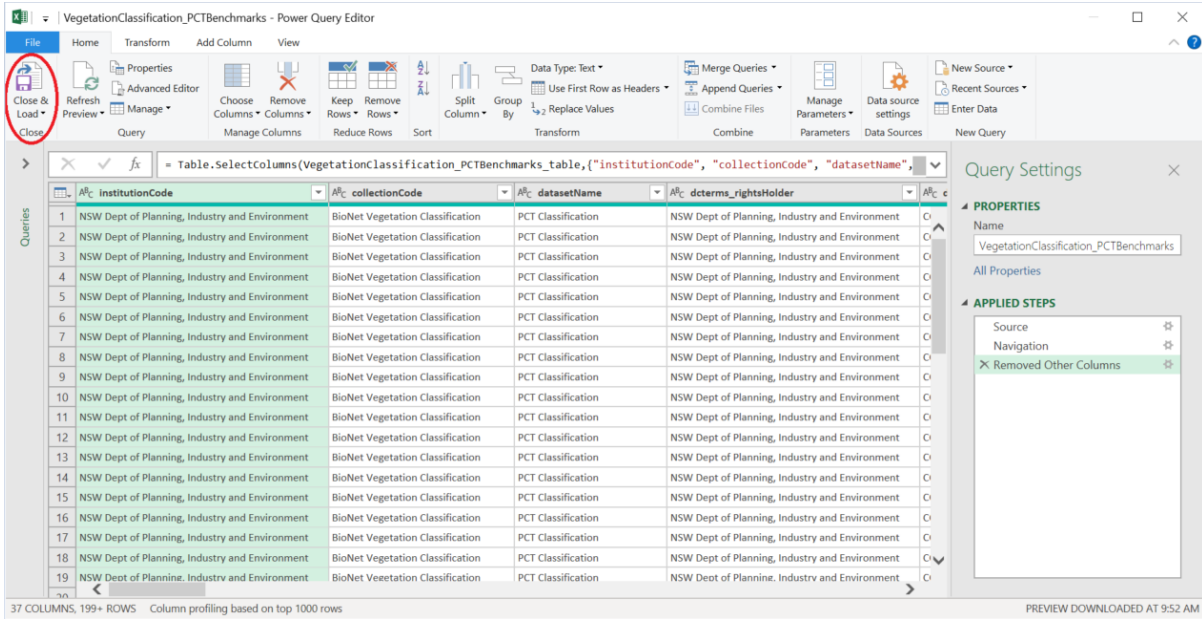 VegetationClassification_PCTBenchmarks - Power Query Editor
File Home Transform Add Column View
Close & Load
Close
Refresh Preview
Properties
Advanced Editor
Manage
Query
Choose Columns
Remove Columns
Manage Columns
Keep Rows
Remove Rows
Reduce Rows
Sort
Split Column
Group By
Data Type: Text
Use First Row as Headers
Replace Values
Transform
Merge Queries
Append Queries
Combine Files
Combine
Manage Parameters
Parameters
Data source settings
Data Sources
New Source
Recent Sources
Enter Data
New Query
fx = Table.SelectColumns(VegetationClassification_PCTBenchmarks_table,{"institutionCode", "collectionCode", "datasetName",
Queries
ABC institutionCode ABC collectionCode ABC datasetName ABC dcterms_rightsHolder ABC
1 NSW Dept of Planning, Industry and Environment BioNet Vegetation Classification PCT Classification NSW Dept of Planning, Industry and Environment
2 NSW Dept of Planning, Industry and Environment BioNet Vegetation Classification PCT Classification NSW Dept of Planning, Industry and Environment
3 NSW Dept of Planning, Industry and Environment BioNet Vegetation Classification PCT Classification NSW Dept of Planning, Industry and Environment
4 NSW Dept of Planning, Industry and Environment BioNet Vegetation Classification PCT Classification NSW Dept of Planning, Industry and Environment
5 NSW Dept of Planning, Industry and Environment BioNet Vegetation Classification PCT Classification NSW Dept of Planning, Industry and Environment
6 NSW Dept of Planning, Industry and Environment BioNet Vegetation Classification PCT Classification NSW Dept of Planning, Industry and Environment
7 NSW Dept of Planning, Industry and Environment BioNet Vegetation Classification PCT Classification NSW Dept of Planning, Industry and Environment
8 NSW Dept of Planning, Industry and Environment BioNet Vegetation Classification PCT Classification NSW Dept of Planning, Industry and Environment
9 NSW Dept of Planning, Industry and Environment BioNet Vegetation Classification PCT Classification NSW Dept of Planning, Industry and Environment
10 NSW Dept of Planning, Industry and Environment BioNet Vegetation Classification PCT Classification NSW Dept of Planning, Industry and Environment
11 NSW Dept of Planning, Industry and Environment BioNet Vegetation Classification PCT Classification NSW Dept of Planning, Industry and Environment
12 NSW Dept of Planning, Industry and Environment BioNet Vegetation Classification PCT Classification NSW Dept of Planning, Industry and Environment
13 NSW Dept of Planning, Industry and Environment BioNet Vegetation Classification PCT Classification NSW Dept of Planning, Industry and Environment
14 NSW Dept of Planning, Industry and Environment BioNet Vegetation Classification PCT Classification NSW Dept of Planning, Industry and Environment
15 NSW Dept of Planning, Industry and Environment BioNet Vegetation Classification PCT Classification NSW Dept of Planning, Industry and Environment
16 NSW Dept of Planning, Industry and Environment BioNet Vegetation Classification PCT Classification NSW Dept of Planning, Industry and Environment
17 NSW Dept of Planning, Industry and Environment BioNet Vegetation Classification PCT Classification NSW Dept of Planning, Industry and Environment
18 NSW Dept of Planning, Industry and Environment BioNet Vegetation Classification PCT Classification NSW Dept of Planning, Industry and Environment
19 NSW Dept of Planning, Industry and Environment BioNet Vegetation Classification PCT Classification NSW Dept of Planning, Industry and Environment
Query Settings
PROPERTIES
Name
VegetationClassification_PCTBenchmarks
All Properties
APPLIED STEPS
Source
Navigation
Removed Other Columns
37 COLUMNS, 199+ ROWS Column profiling based on top 1000 rows PREVIEW DOWNLOADED AT 9:52 AM